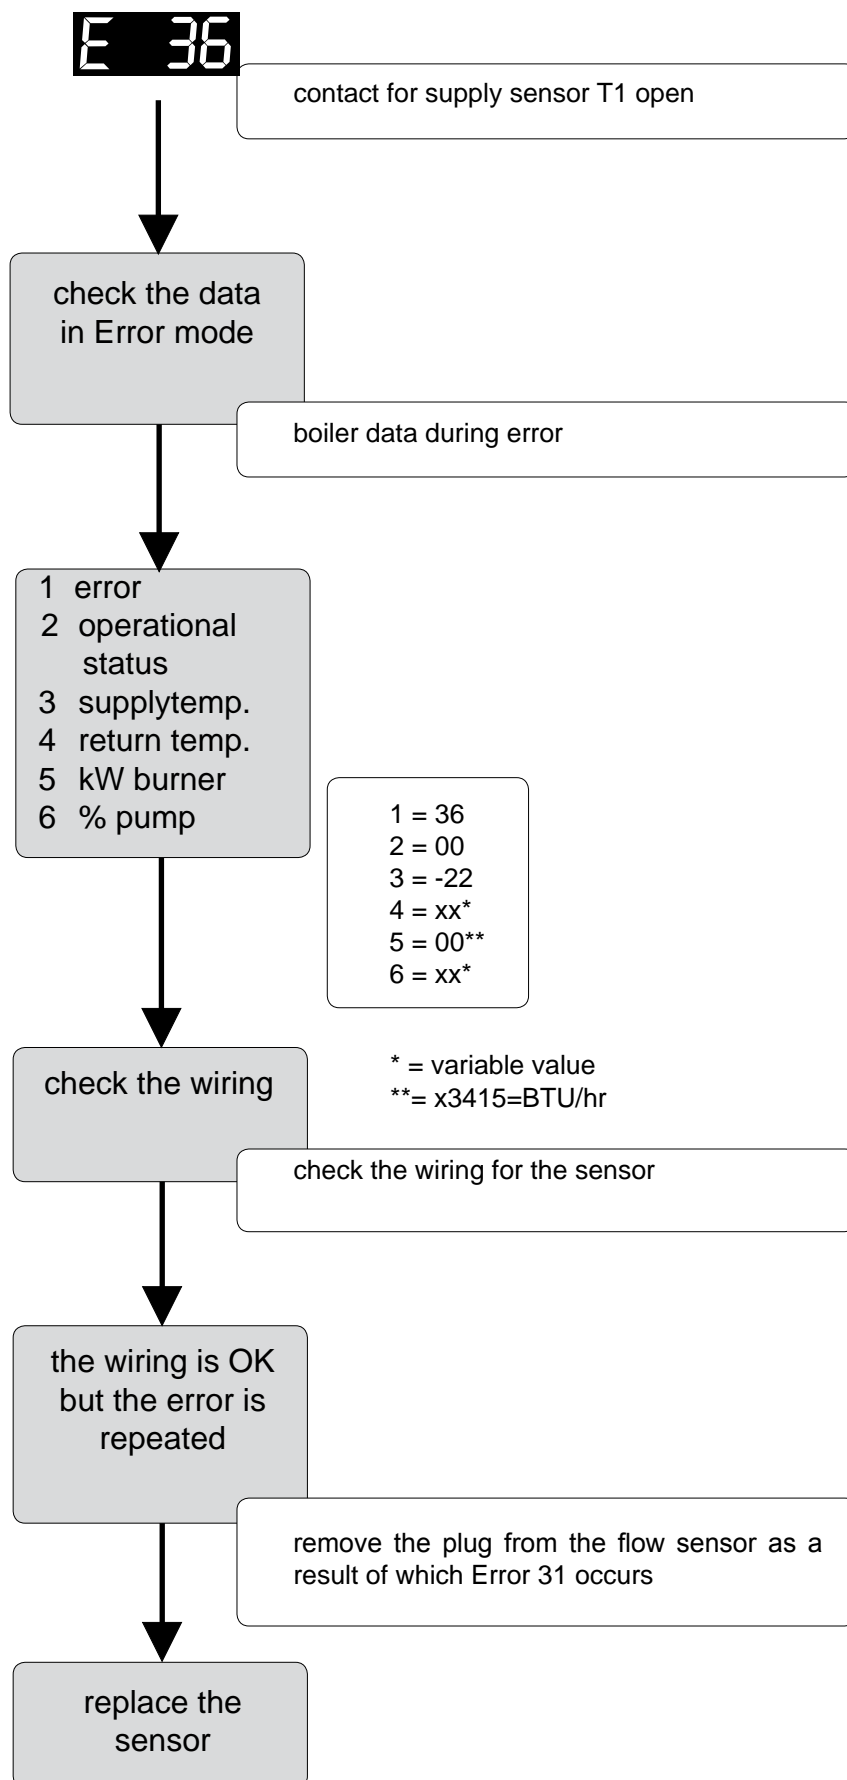 E 36
contact for supply sensor T1 open
check the data
in Error mode
boiler data during error
1 error
2 operational
status
3 supplytemp.
4 return temp.
5 kW burner
6 % pump
1 = 36
2 = 00
3 = -22
4 = xx*
5 = 00**
6 = xx*
* = variable value
**= x3415=BTU/hr
check the wiring
check the wiring for the sensor
the wiring is OK
but the error is
repeated
remove the plug from the flow sensor as a
result of which Error 31 occurs
replace the
sensor